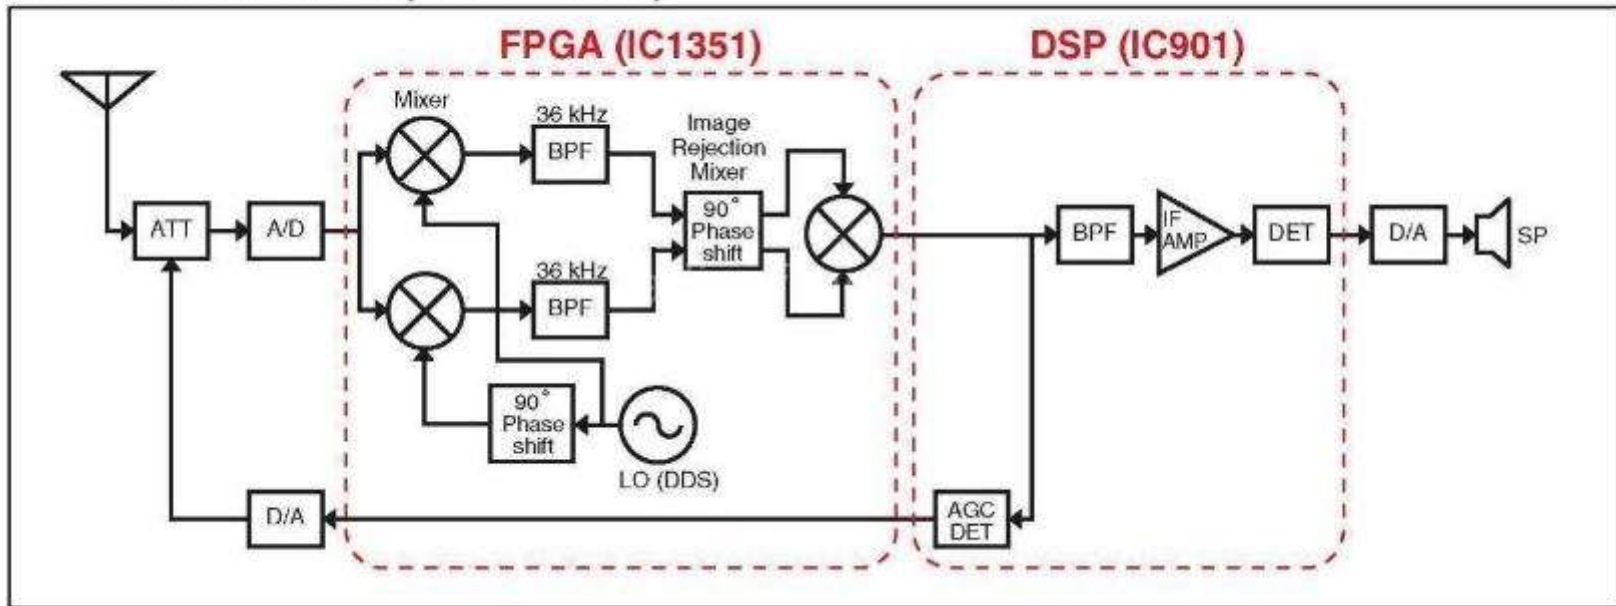 FPGA (IC1351)
DSP (IC901)
Mixer
36 kHz
BPF
Image
Rejection
Mixer
90°
Phase
shift
ATT
A/D
BPF
IF
AMP
DET
D/A
SP
36 kHz
BPF
90°
Phase
shift
LO (DDS)
D/A
AGC
DET